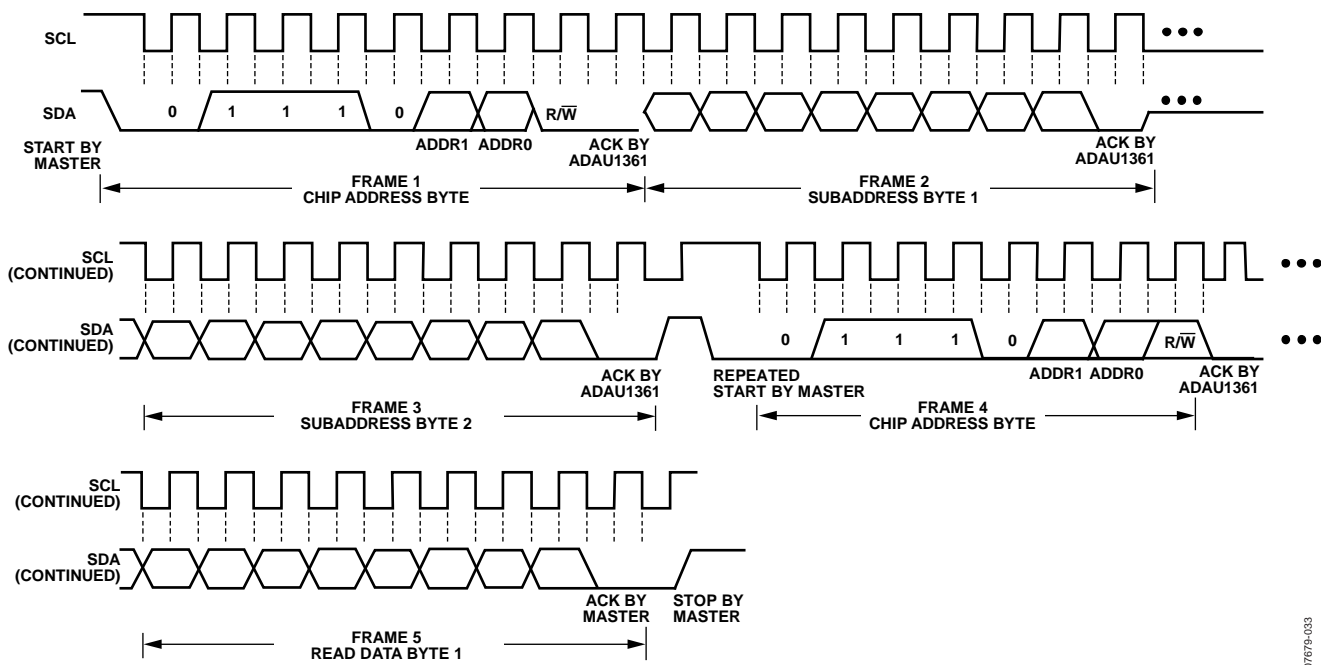 SCL
SDA
0 1 1 1 0 R/W̅
ADDR1 ADDR0
START BY
MASTER
ACK BY
ADAU1361
ACK BY
ADAU1361
FRAME 1
CHIP ADDRESS BYTE
FRAME 2
SUBADDRESS BYTE 1
SCL
(CONTINUED)
SDA
(CONTINUED)
0 1 1 1 0 R/W̅
ADDR1 ADDR0
ACK BY
ADAU1361
REPEATED
START BY MASTER
ACK BY
ADAU1361
FRAME 3
SUBADDRESS BYTE 2
FRAME 4
CHIP ADDRESS BYTE
SCL
(CONTINUED)
SDA
(CONTINUED)
ACK BY
MASTER
STOP BY
MASTER
FRAME 5
READ DATA BYTE 1
07679-033